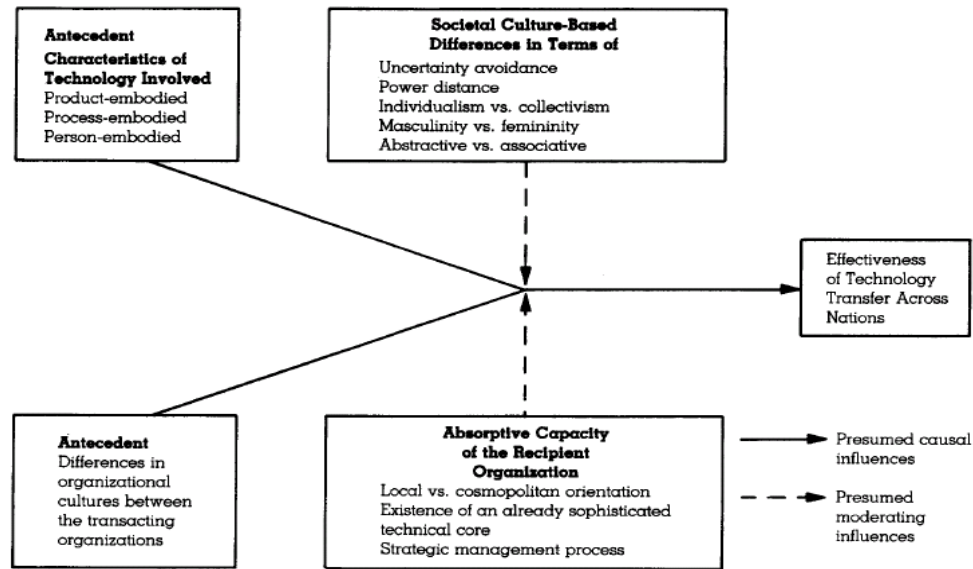 Antecedent
Characteristics of
Technology Involved
Product-embodied
Process-embodied
Person-embodied
Societal Culture-Based
Differences in Terms of
Uncertainty avoidance
Power distance
Individualism vs. collectivism
Masculinity vs. femininity
Abstractive vs. associative
Effectiveness
of Technology
Transfer Across
Nations
Antecedent
Differences in
organizational
cultures between
the transacting
organizations
Absorptive Capacity
of the Recipient
Organization
Local vs. cosmopolitan orientation
Existence of an already sophisticated
technical core
Strategic management process
Presumed causal
influences
Presumed
moderating
influences